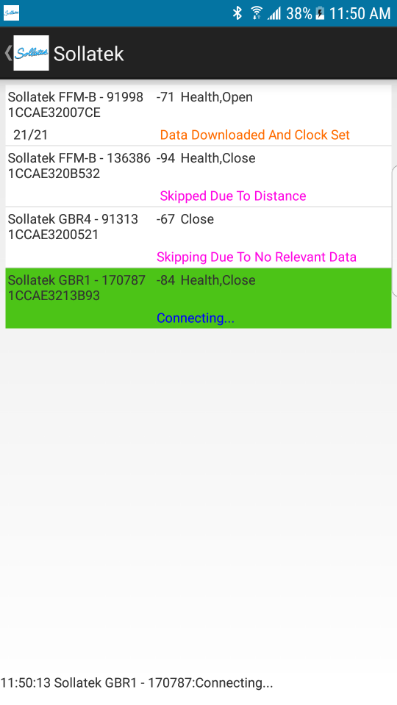 Sollatek 38% 11:50 AM
Sollatek Sollatek
Sollatek FFM-B - 91998 -71 Health,Open
1CCAE32007CE
21/21 Data Downloaded And Clock Set
Sollatek FFM-B - 136386 -94 Health,Close
1CCAE320B532
Skipped Due To Distance
Sollatek GBR4 - 91313 -67 Close
1CCAE3200521
Skipping Due To No Relevant Data
Sollatek GBR1 - 170787 -84 Health,Close
1CCAE3213B93
Connecting...
11:50:13 Sollatek GBR1 - 170787:Connecting...